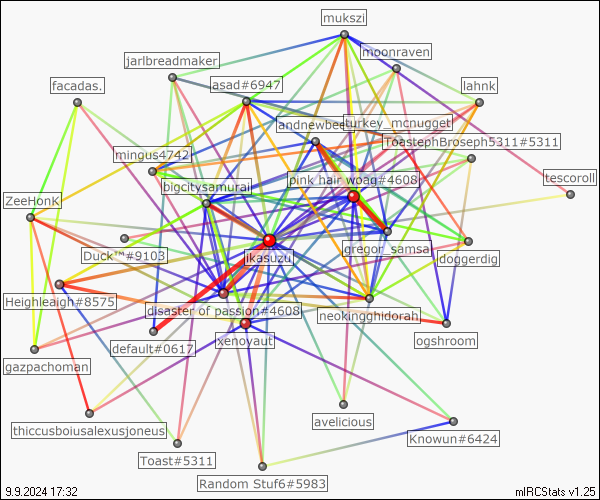 mukszi
moonraven
jarlbreadmaker
asad#6947
lahnk
facadas.
andnewbee
turkey_mcnugget
ToastephBroseph5311#5311
mingus4742
pink hair woag#4608
tescoroll
bigcitysamurai
ZeeHonK
gregor_samsa
Duck™#9103
ikasuzu
doggerdig
Heighleaigh#8575
disaster of passion#4608
neokingghidorah
ogshroom
default#0617
xenoyaut
gazpachoman
avelicious
thiccusboiusalexusjoneus
Knowun#6424
Toast#5311
Random Stuf6#5983
9.9.2024 17:32
mIRCStats v1.25